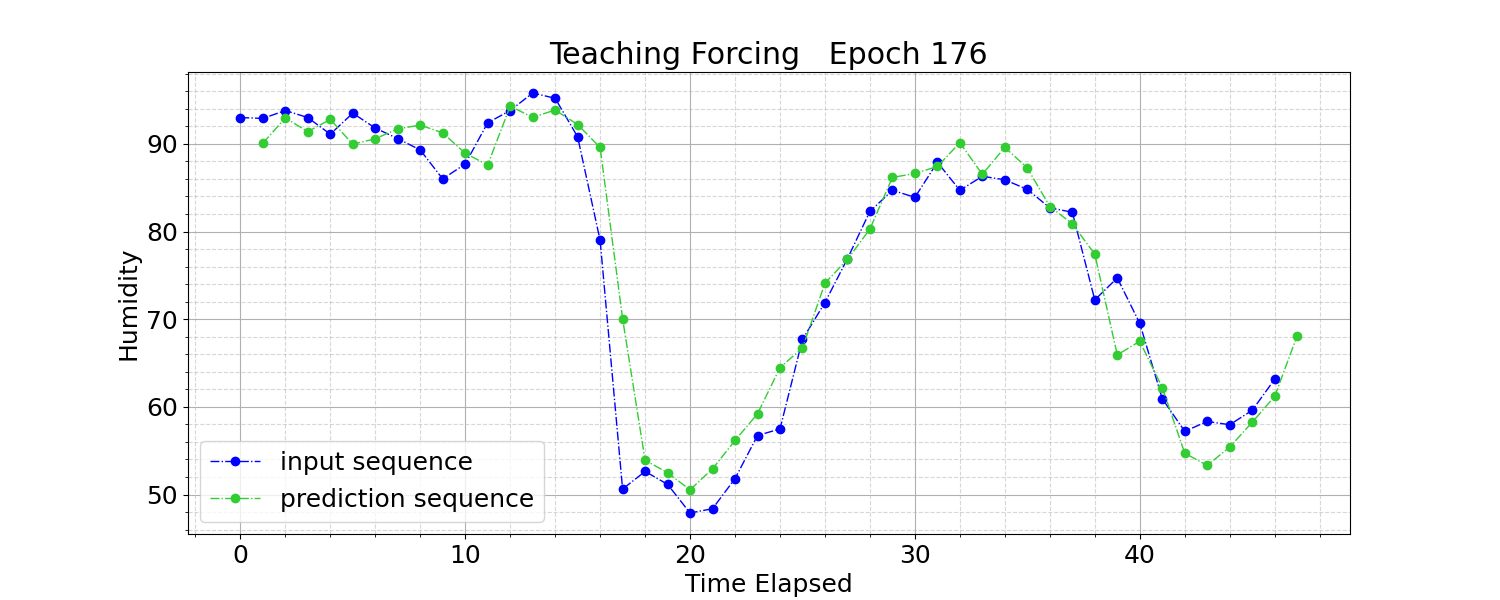 Teaching Forcing   Epoch 176
Humidity
90
80
70
60
50
input sequence
prediction sequence
0 10 20 30 40
Time Elapsed